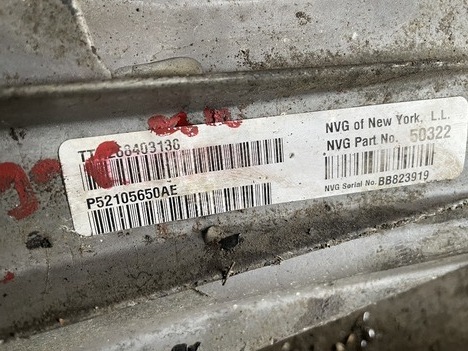 NVG of New York, L.L.
NVG Part No. 50322
NVG Serial No. BB823919
P52105650AE